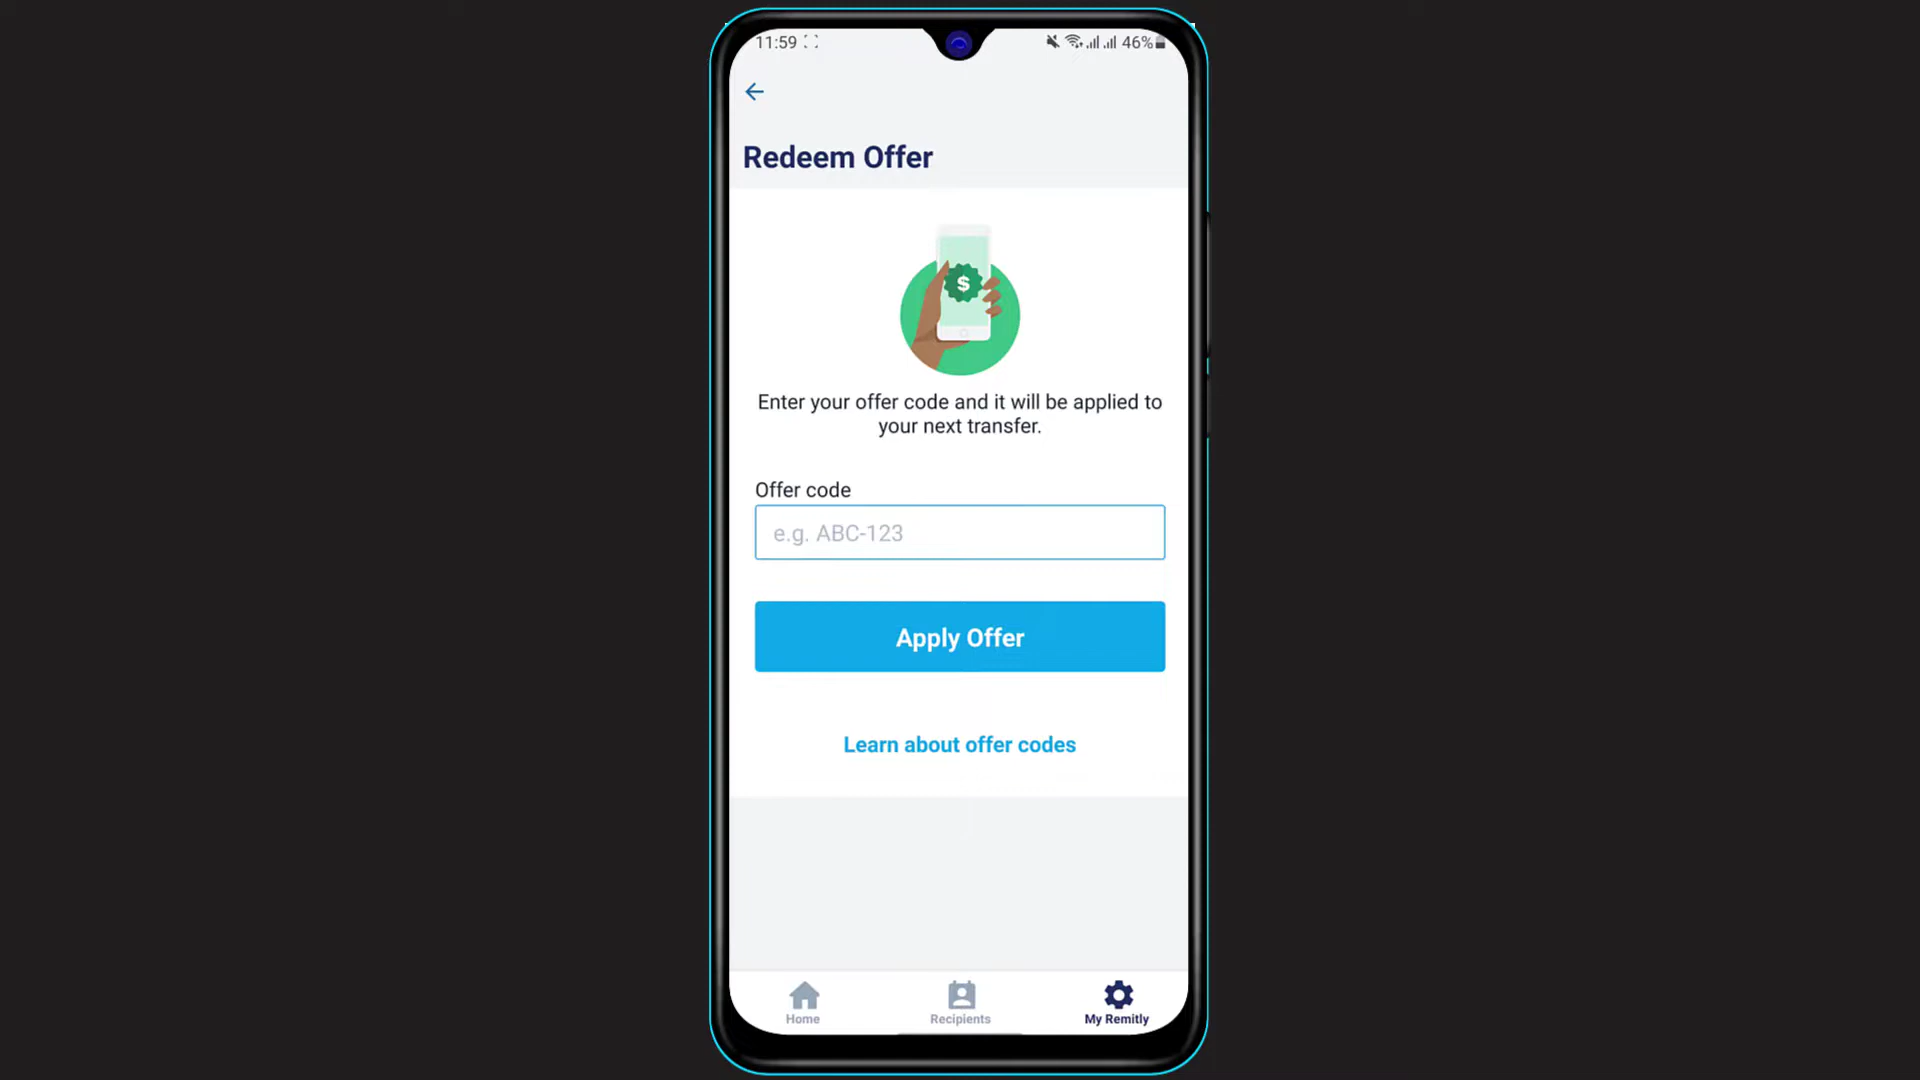 11:59
46%
Redeem Offer
$
Enter your offer code and it will be applied to
your next transfer.
Offer code
e.g. ABC-123
Apply Offer
Learn about offer codes
Home
Recipients
My Remitly